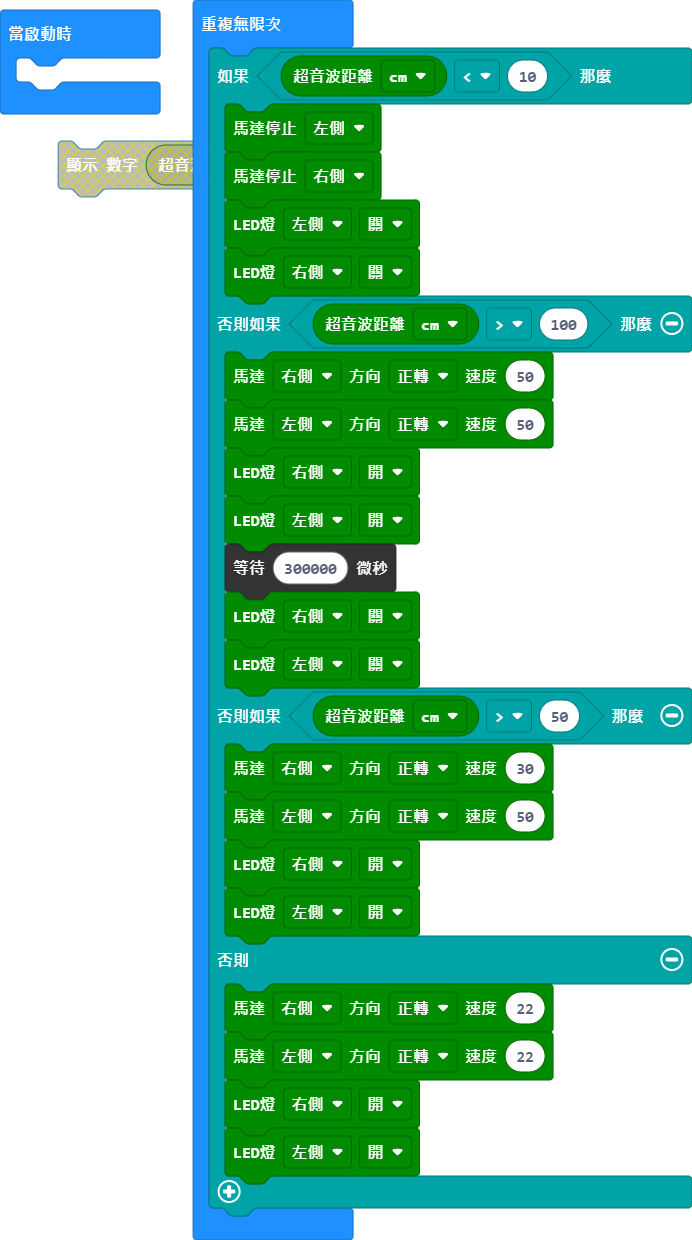 當啟動時
顯示 數字 超音
重複無限次
如果 超音波距離 cm < 10 那麼
馬達停止 左側
馬達停止 右側
LED燈 左側 關
LED燈 右側 關
否則如果 超音波距離 cm > 100 那麼
馬達 右側 方向 正轉 速度 50
馬達 左側 方向 正轉 速度 50
LED燈 右側 開
LED燈 左側 開
等待 300000 微秒
LED燈 右側 關
LED燈 左側 關
否則如果 超音波距離 cm > 50 那麼
馬達 右側 方向 正轉 速度 30
馬達 左側 方向 正轉 速度 50
LED燈 右側 開
LED燈 左側 開
否則
馬達 右側 方向 正轉 速度 22
馬達 左側 方向 正轉 速度 22
LED燈 右側 開
LED燈 左側 開